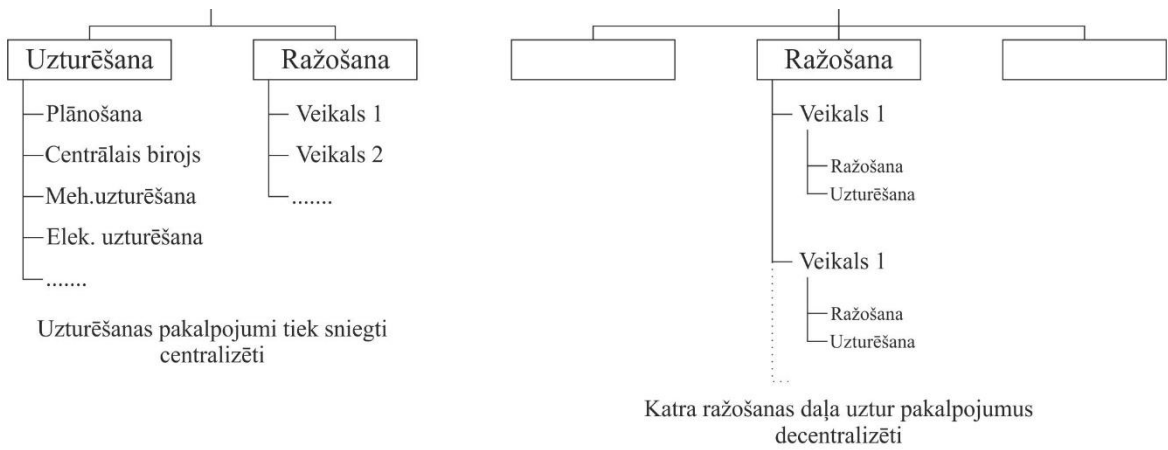 Uzturēšana
Plānošana
Centrālais birojs
Meh.uzturēšana
Elek. uzturēšana
.......
Ražošana
Veikals 1
Veikals 2
.......
Uzturēšanas pakalpojumi tiek sniegti
centralizēti
Ražošana
Veikals 1
Ražošana
Uzturēšana
Veikals 1
Ražošana
Uzturēšana
Katra ražošanas daļa uztur pakalpojumus
decentralizēti